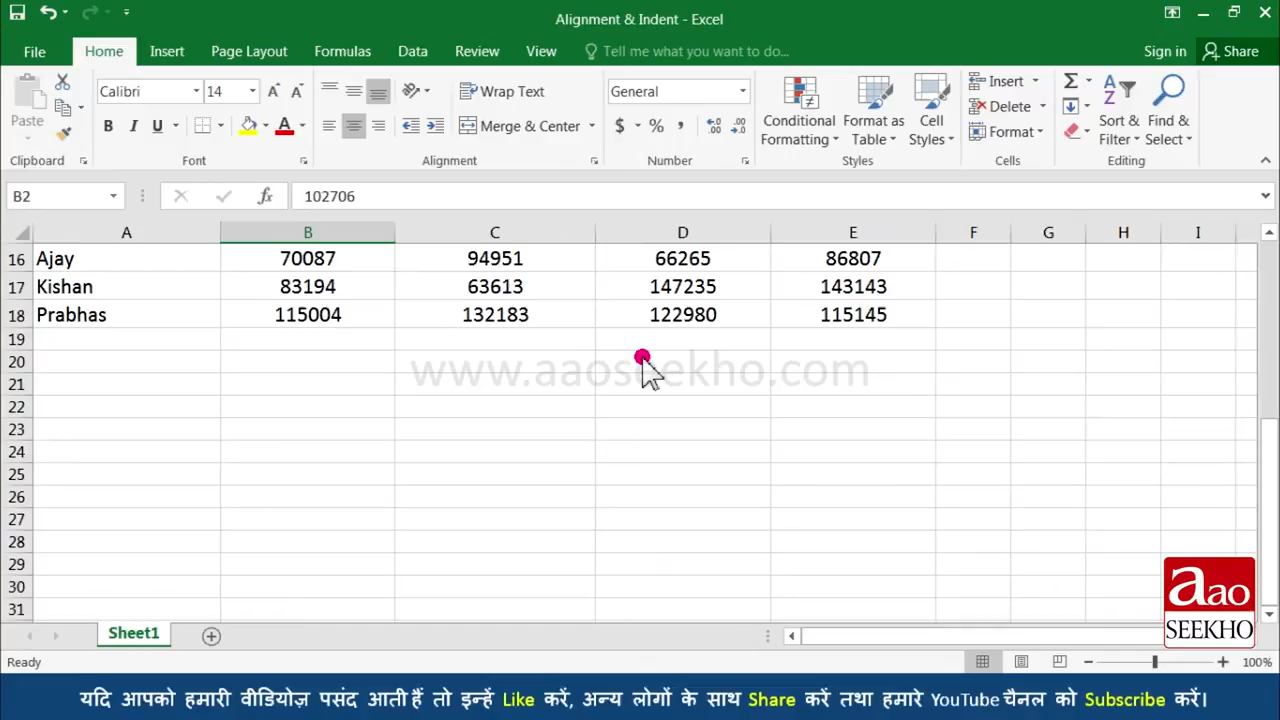 Alignment & Indent - Excel
File Home Insert Page Layout Formulas Data Review View Tell me what you want to do... Sign in Share
Paste Calibri 14 Wrap Text General Conditional Formatting Format as Table Cell Styles Insert Sort & Filter Find & Select
B I U A Merge & Center $ % , Delete
Format
Clipboard Font Alignment Number Styles Cells Editing
B2 fx 102706
A B C D E F G H I
16 Ajay 70087 94951 66265 86807
17 Kishan 83194 63613 147235 143143
18 Prabhas 115004 132183 122980 115145
19
20
www.aaoseekho.com
21
22
23
24
25
26
27
28
29
30
31
aao
SEEKHO
Sheet1
Ready 100%
यदि आपको हमारी वीडियोज़ पसंद आती हैं तो इन्हें Like करें, अन्य लोगों के साथ Share करें तथा हमारे YouTube चैनल को Subscribe करें।